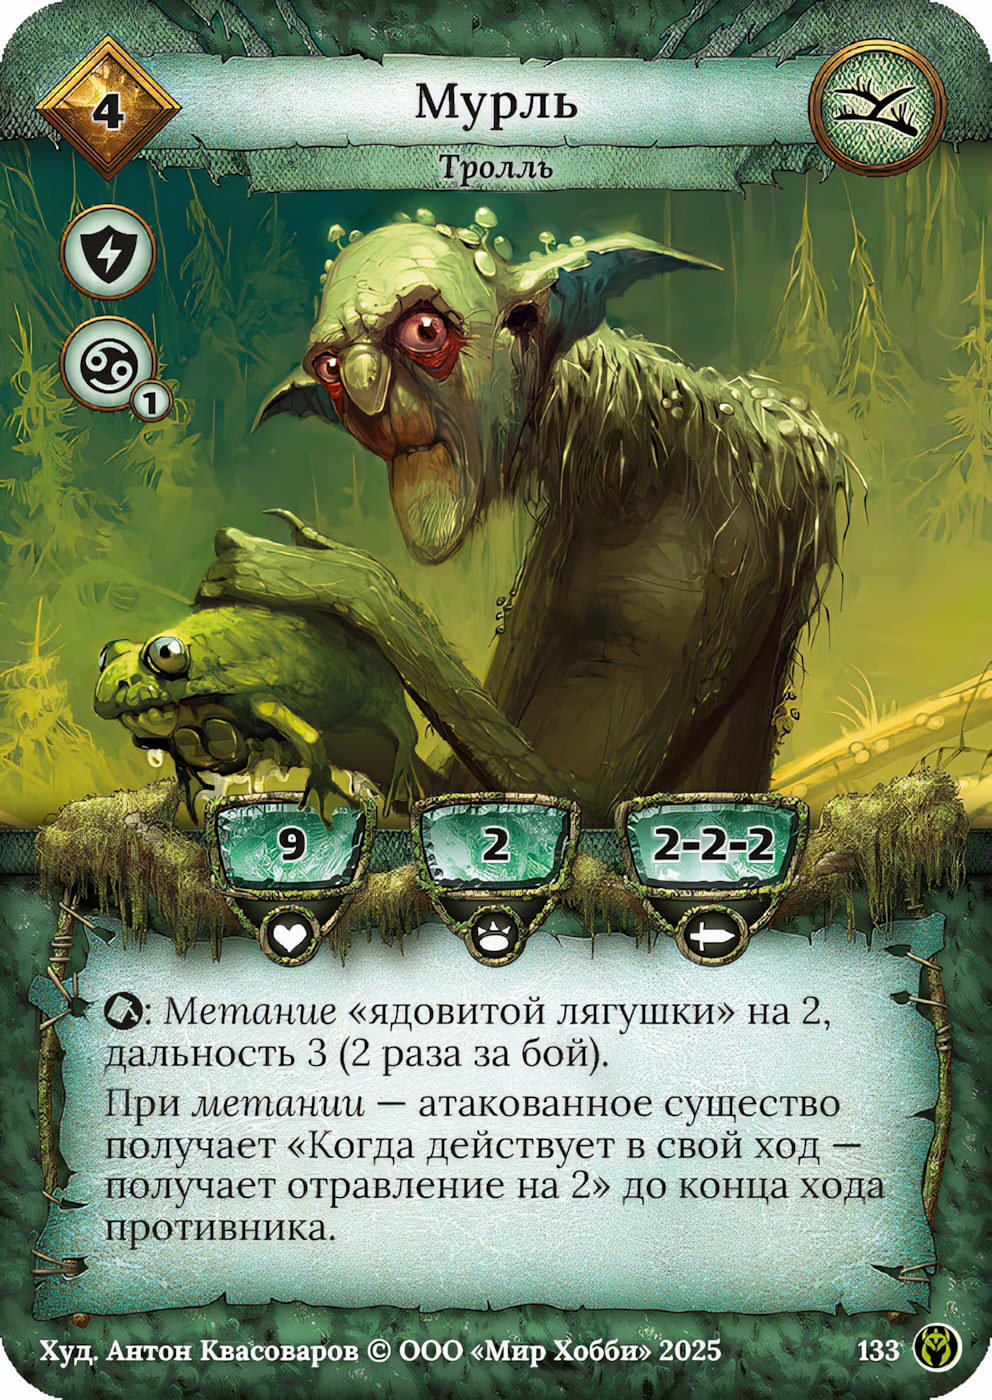 4
Мурль
Тролль
1
9
2
2-2-2
: Метание «ядовитой лягушки» на 2,
дальность 3 (2 раза за бой).
При метании — атакованное существо
получает «Когда действует в свой ход —
получает отравление на 2» до конца хода
противника.
Худ. Антон Квасоваров © ООО «Мир Хобби» 2025
133